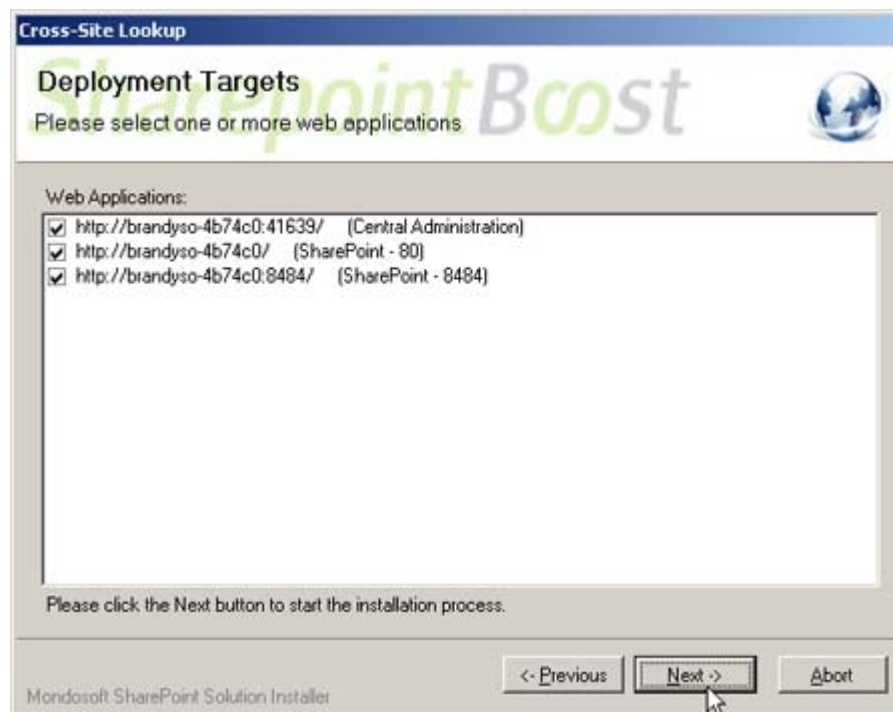 Cross-Site Lookup
SharepointBoost
Deployment Targets
Please select one or more web applications
Web Applications:
http://brandyso-4b74c0:41639/ (Central Administration)
http://brandyso-4b74c0/ (SharePoint - 80)
http://brandyso-4b74c0:8484/ (SharePoint - 8484)
Please click the Next button to start the installation process.
<- Previous
Next ->
Abort
Mondosoft SharePoint Solution Installer